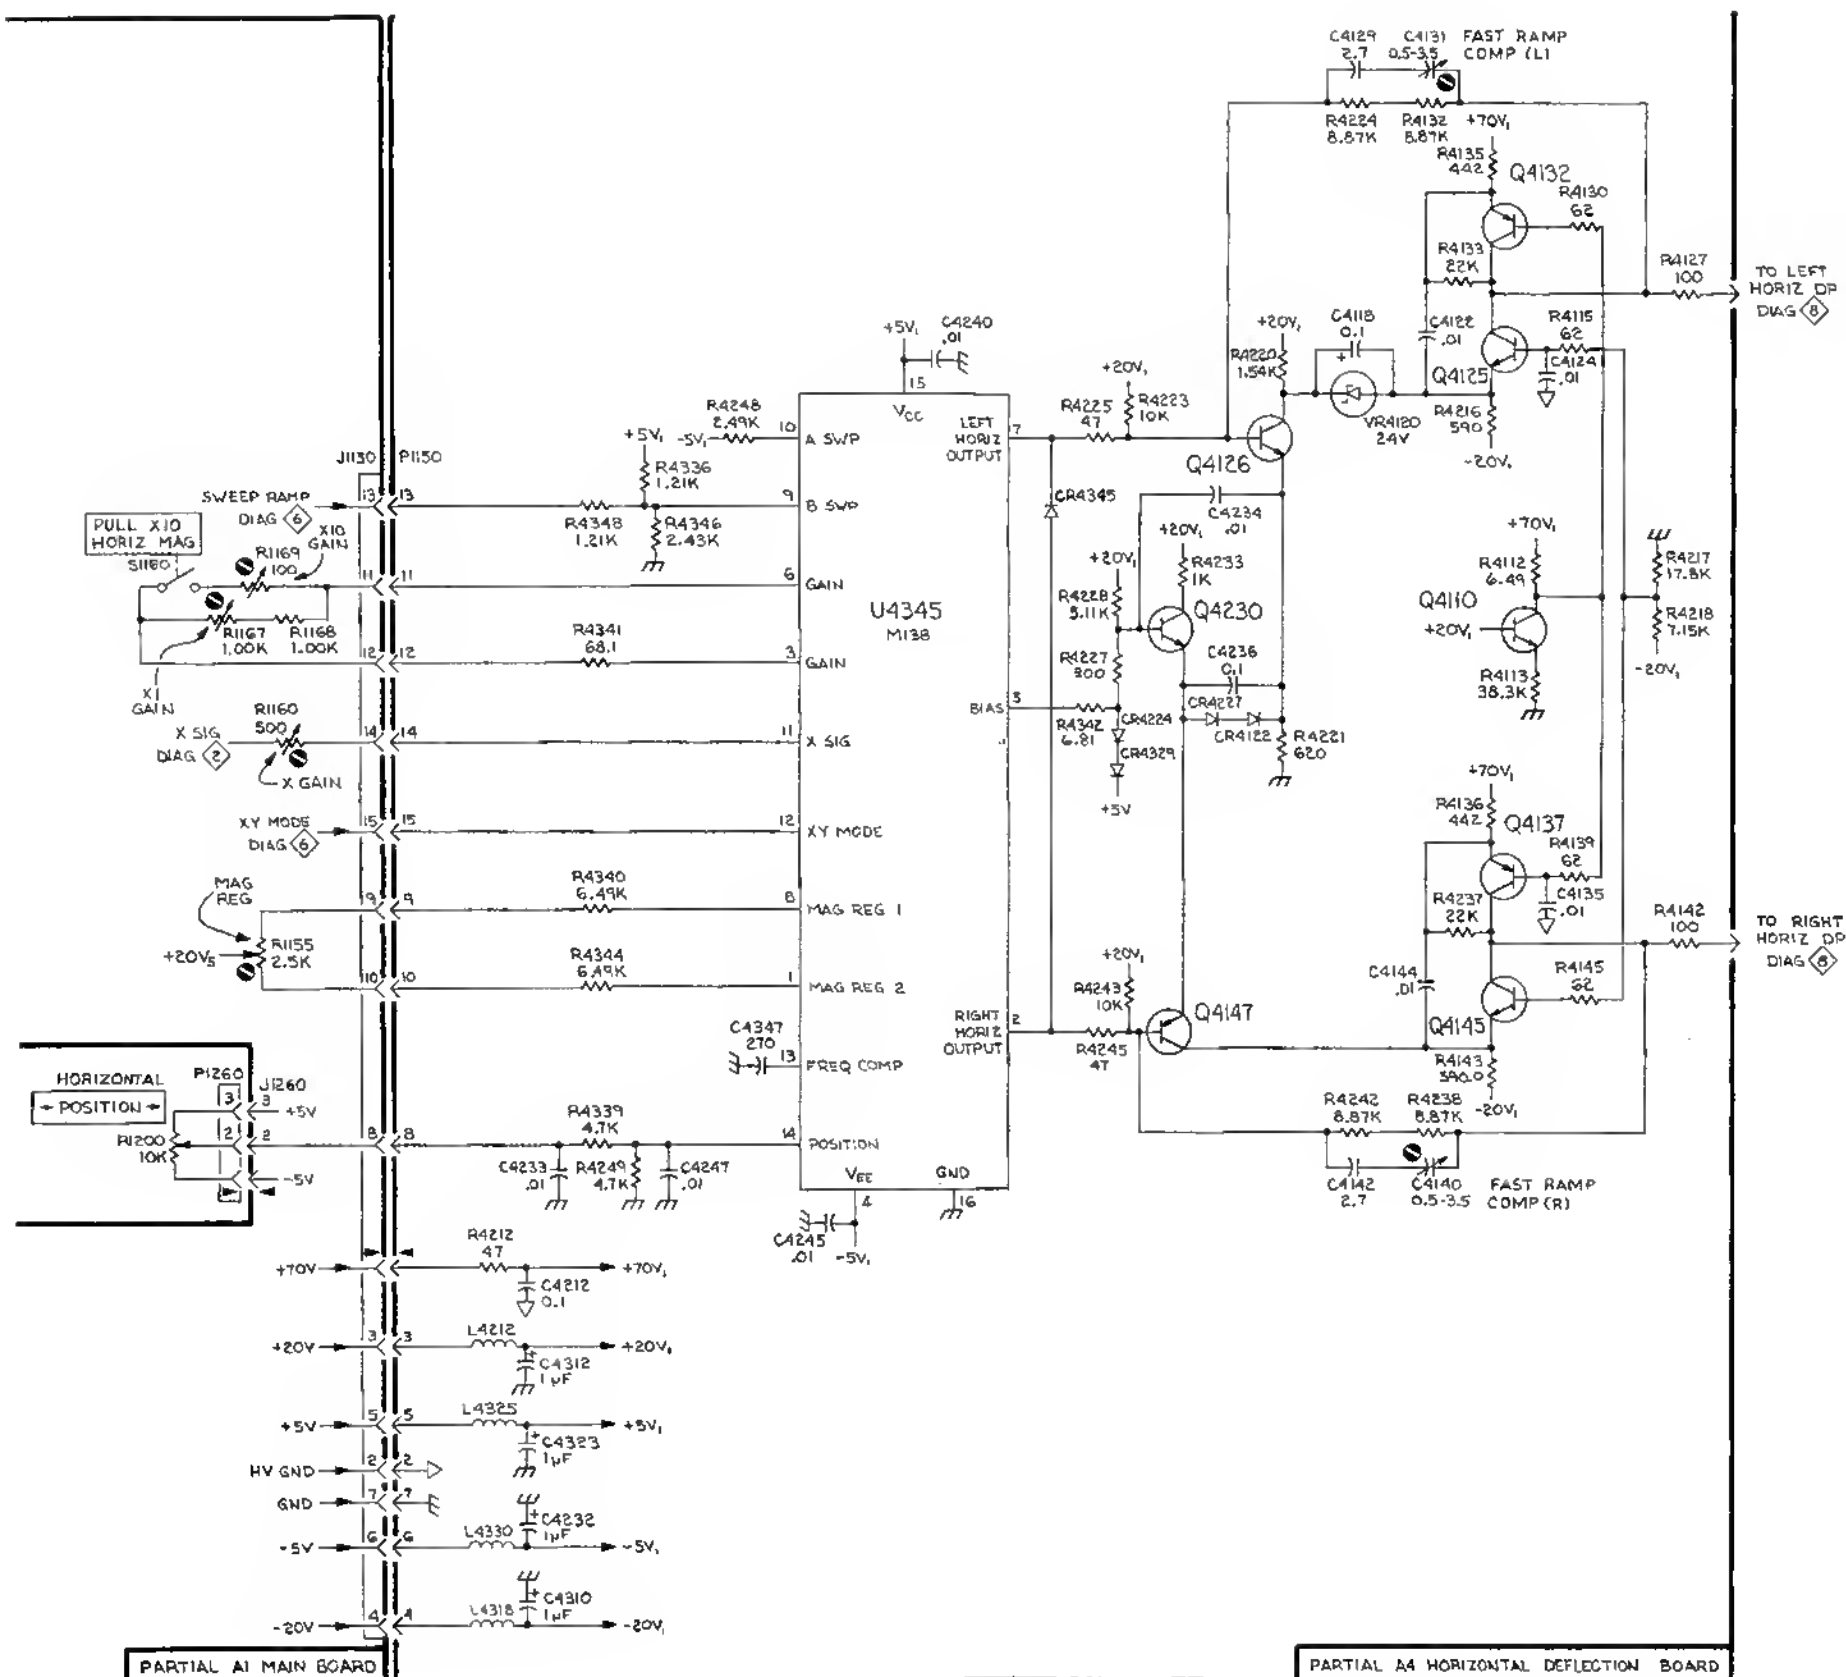 C4129
2.7
C4131
0.5-3.5
FAST RAMP
COMP (L)
R4224
8.87K
R4132
8.87K
+70V₁
R4135
442
Q4132
R4130
62
R4133
22K
R4127
100
TO LEFT
HORIZ DP
DIAG 8
+5V₁
C4240
.01
15
VCC
+20V₁
R4220
1.54K
C4118
0.1
+
C4122
.01
R4115
62
C4124
.01
Q4125
VR4120
24V
R4216
590
-20V₁
+20V₁
R4225
47
R4223
10K
Q4126
R4248
2.49K
-5V₁
10
A SWP
LEFT
HORIZ
OUTPUT
7
+5V₁
R4336
1.21K
J1130
P1150
SWEEP RAMP
DIAG 6
13
13
R4348
1.21K
R4346
2.43K
9
B SWP
CR4345
C4234
.01
PULL X10
HORIZ MAG
S1180
R1169
100
X10
GAIN
11
11
6
GAIN
R1167
1.00K
R1168
1.00K
12
12
X1
GAIN
R4341
68.1
3
GAIN
U4345
M138
+20V₁
R4228
5.11K
+20V₁
R4233
1K
Q4230
R4227
300
C4236
0.1
CR4227
CR4122
R4221
620
BIAS
R4342
6.81
CR4224
CR4329
+5V
+70V₁
R4112
6.49
Q4110
+20V₁
R4113
38.3K
R4217
R4218
7.15K
-20V₁
X SIG
DIAG 2
R1160
500
X GAIN
14
14
11
X SIG
XY MODE
DIAG 6
15
15
12
XY MODE
MAG
REG
+20V₅
R1155
2.5K
9
9
R4340
6.49K
8
MAG REG 1
10
10
R4344
6.49K
1
MAG REG 2
+70V₁
R4136
442
Q4137
R4139
62
C4135
.01
R4237
22K
R4142
100
TO RIGHT
HORIZ DP
DIAG 8
C4144
.01
R4145
62
Q4145
R4143
-20V₁
+20V₁
R4243
10K
Q4147
RIGHT
HORIZ
OUTPUT
2
R4245
47
C4347
270
13
FREQ COMP
HORIZONTAL
POSITION
R1200
10K
P1260
J1260
3
3
+5V
2
2
-5V
8
8
R4339
4.7K
C4233
.01
R4249
4.7K
C4247
.01
14
POSITION
VEE
4
GND
16
C4245
.01
-5V₁
R4242
8.87K
R4238
8.87K
C4142
2.7
C4140
0.5-3.5
FAST RAMP
COMP (R)
+70V
R4212
47
+70V₁
C4212
0.1
+20V
3
3
L4212
+20V₁
+
C4312
1µF
+5V
5
5
L4325
+5V₁
+
C4323
1µF
HV GND
2
2
GND
7
7
+
C4232
1µF
-5V
6
6
L4330
-5V₁
+
C4310
1µF
-20V
4
4
L4318
-20V₁
PARTIAL A1 MAIN BOARD
PARTIAL A4 HORIZONTAL DEFLECTION BOARD